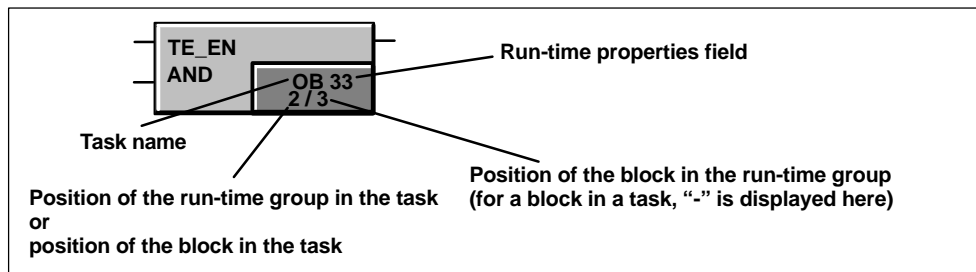 TE_EN
AND
OB 33
2 / 3
Run-time properties field
Task name
Position of the run-time group in the task
or
position of the block in the task
Position of the block in the run-time group
(for a block in a task, “-” is displayed here)